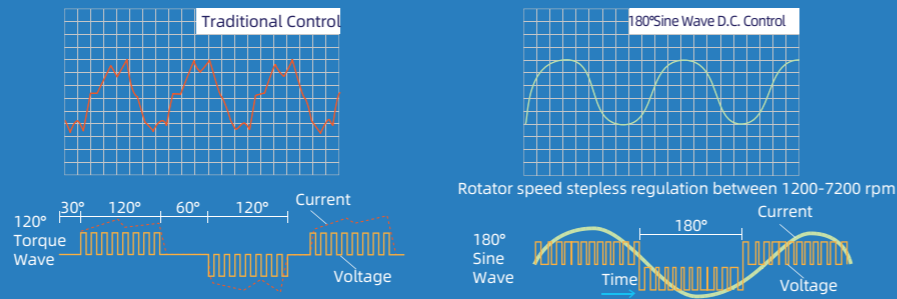 Traditional Control
180°Sine Wave D.C. Control
Rotator speed stepless regulation between 1200-7200 rpm
30° 120° 60° 120°
Current
120°
Torque
Wave
Voltage
180°
Current
180°
Sine
Wave
Time
Voltage